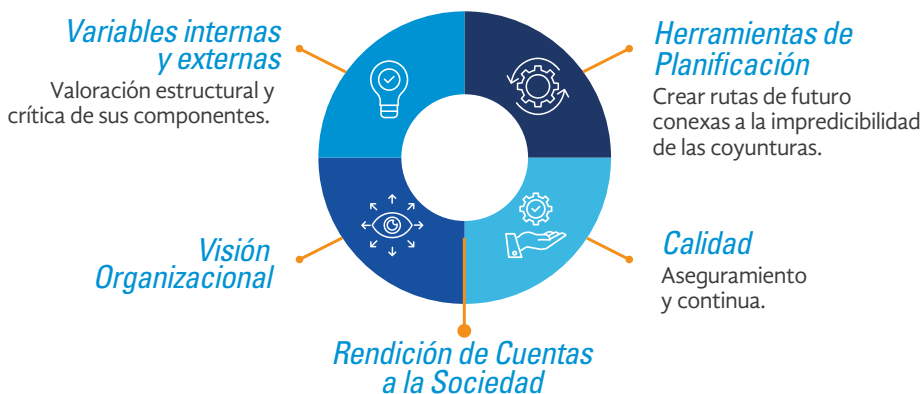 Variables internas
y externas
Valoración estructural y
crítica de sus componentes.
Herramientas de
Planificación
Crear rutas de futuro
conexas a la impredicibilidad
de las coyunturas.
Visión
Organizacional
Calidad
Aseguramiento
y continua.
Rendición de Cuentas
a la Sociedad